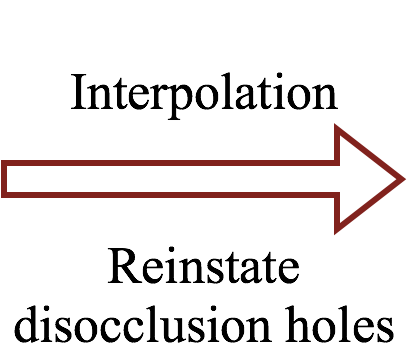 Interpolation
Reinstate
disocclusion holes